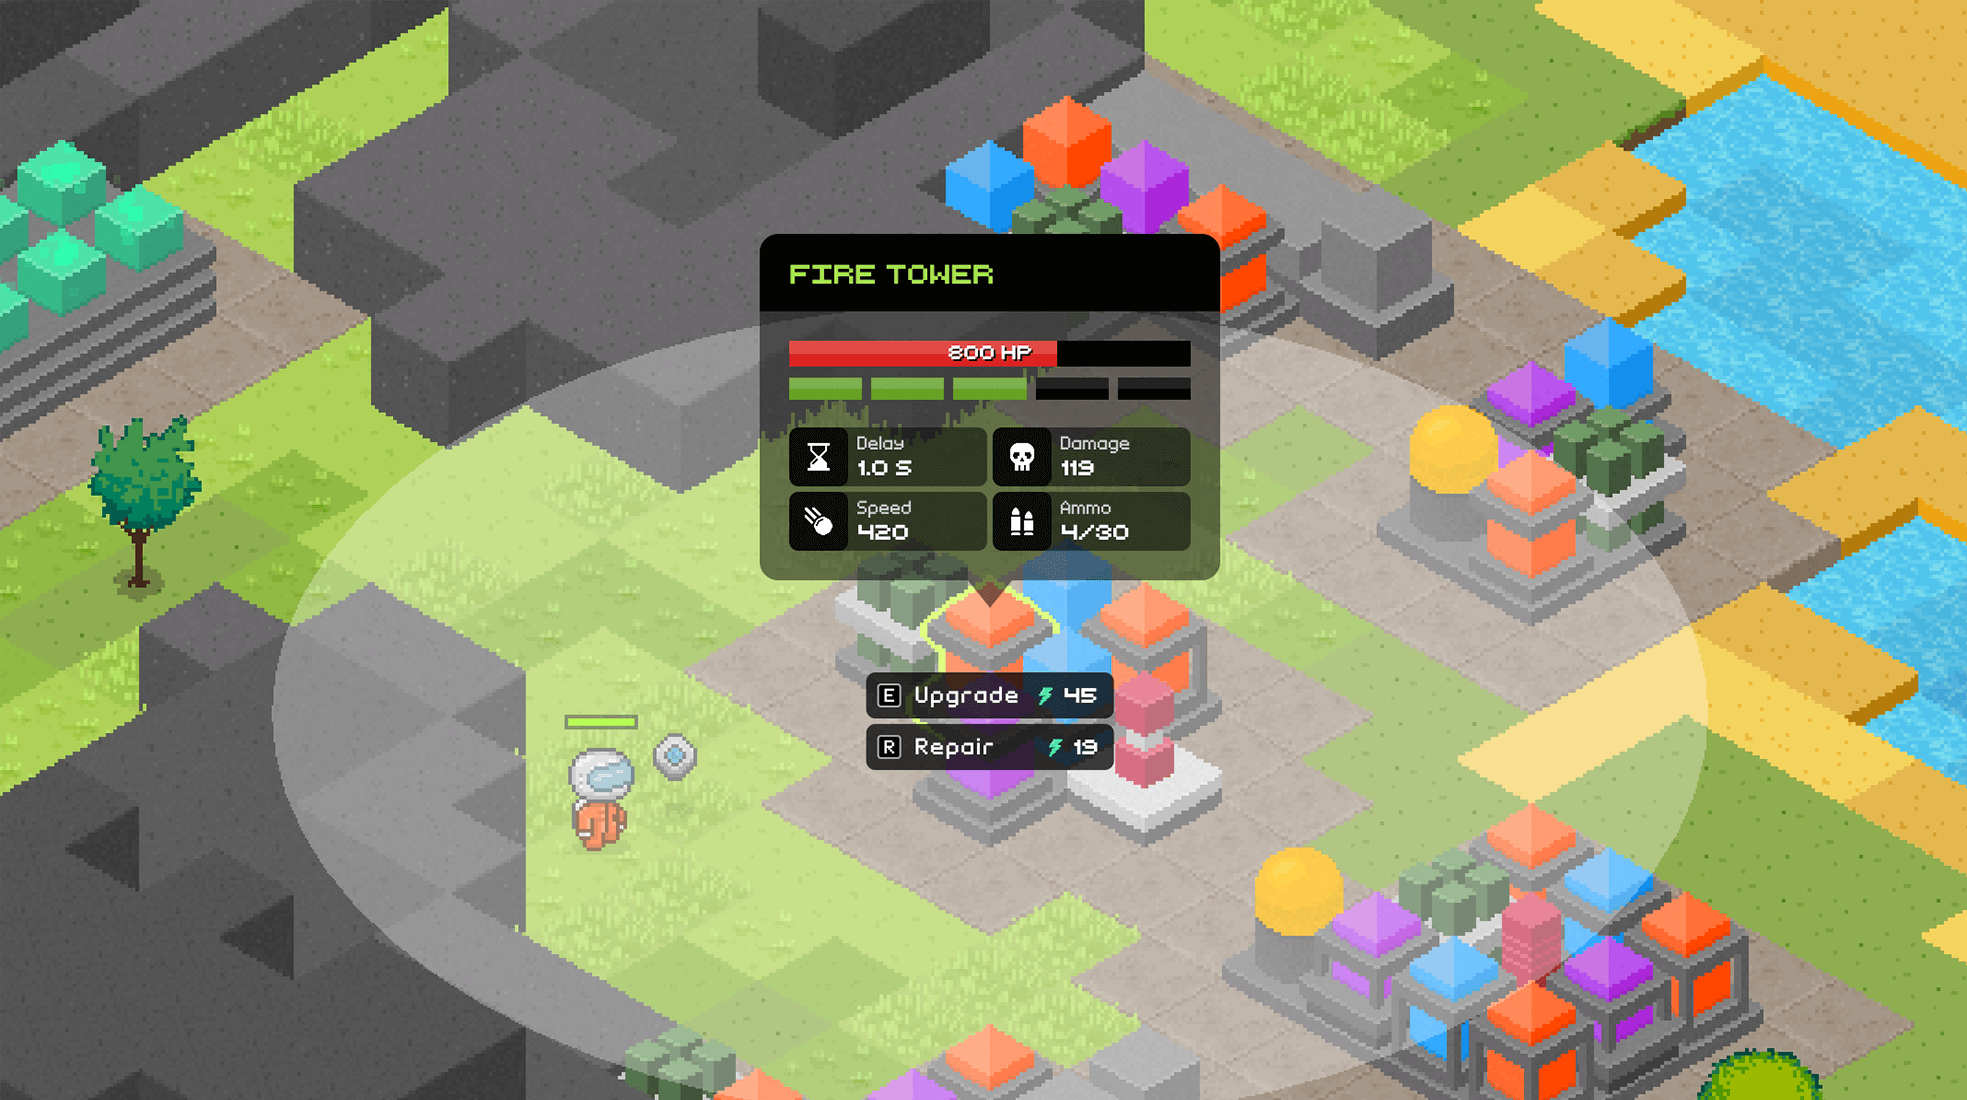 FIRE TOWER
800 HP
Delay
1.0 S
Damage
119
Speed
420
Ammo
4/30
E Upgrade 45
R Repair 19